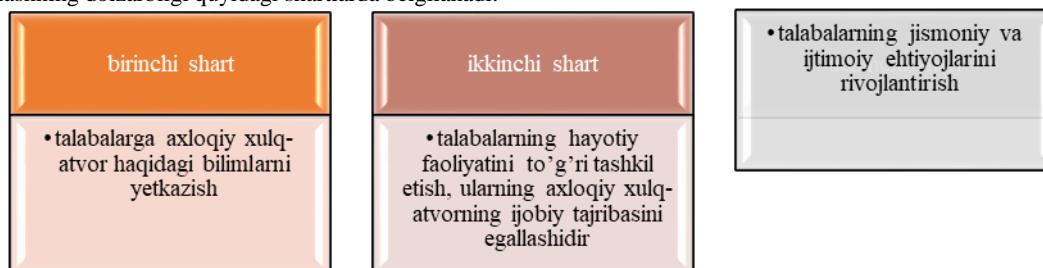 birinchi shart
• talabalarga axloqiy xulq-
atvor haqidagi bilimlarni
yetkazish
ikkinchi shart
• talabalarning hayotiy
faoliyatini to’g’ri tashkil
etish, ularning axloqiy xulq-
atvorning ijobiy tajribasini
egallashidir
• talabalarning jismoniy va
ijtimoiy ehtiyojlarini
rivojlantirish